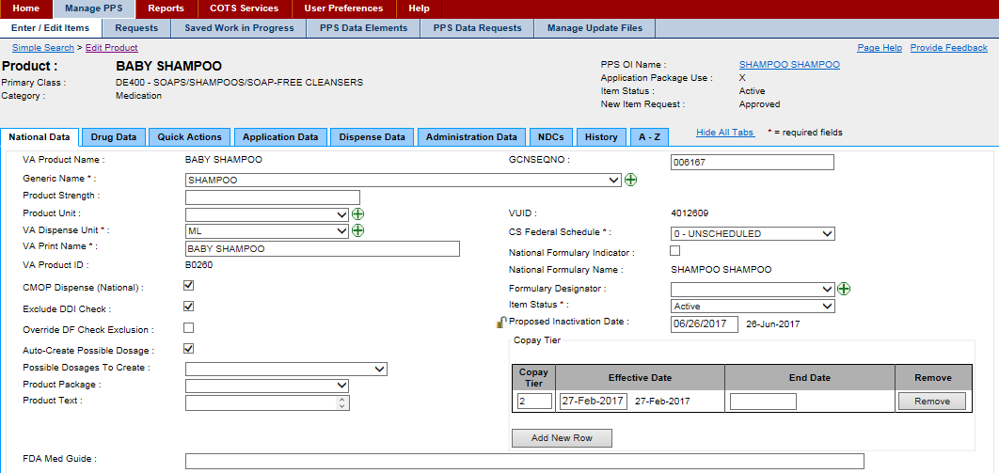 Home Manage PPS Reports COTS Services User Preferences Help
Enter / Edit Items Requests Saved Work in Progress PPS Data Elements PPS Data Requests Manage Update Files
Simple Search > Edit Product Page Help Provide Feedback
Product : BABY SHAMPOO
Primary Class : DE400 - SOAPS/SHAMPOOS/SOAP-FREE CLEANSERS
Category : Medication
PPS OI Name : SHAMPOO SHAMPOO
Application Package Use : X
Item Status : Active
New Item Request : Approved
National Data Drug Data Quick Actions Application Data Dispense Data Administration Data NDCs History A - Z Hide All Tabs * = required fields
VA Product Name : BABY SHAMPOO
Generic Name * : SHAMPOO
Product Strength :
Product Unit :
VA Dispense Unit * : ML
VA Print Name * : BABY SHAMPOO
VA Product ID : B0260
CMOP Dispense (National) :
Exclude DDI Check :
Override DF Check Exclusion :
Auto-Create Possible Dosage :
Possible Dosages To Create :
Product Package :
Product Text :
GCNSEQNO : 006167
VUID : 4012609
CS Federal Schedule * : 0 - UNSCHEDULED
National Formulary Indicator :
National Formulary Name : SHAMPOO SHAMPOO
Formulary Designator :
Item Status * : Active
Proposed Inactivation Date : 06/26/2017 26-Jun-2017
Copay Tier
Copay Tier Effective Date End Date Remove
2 27-Feb-2017 27-Feb-2017 Remove
Add New Row
FDA Med Guide :